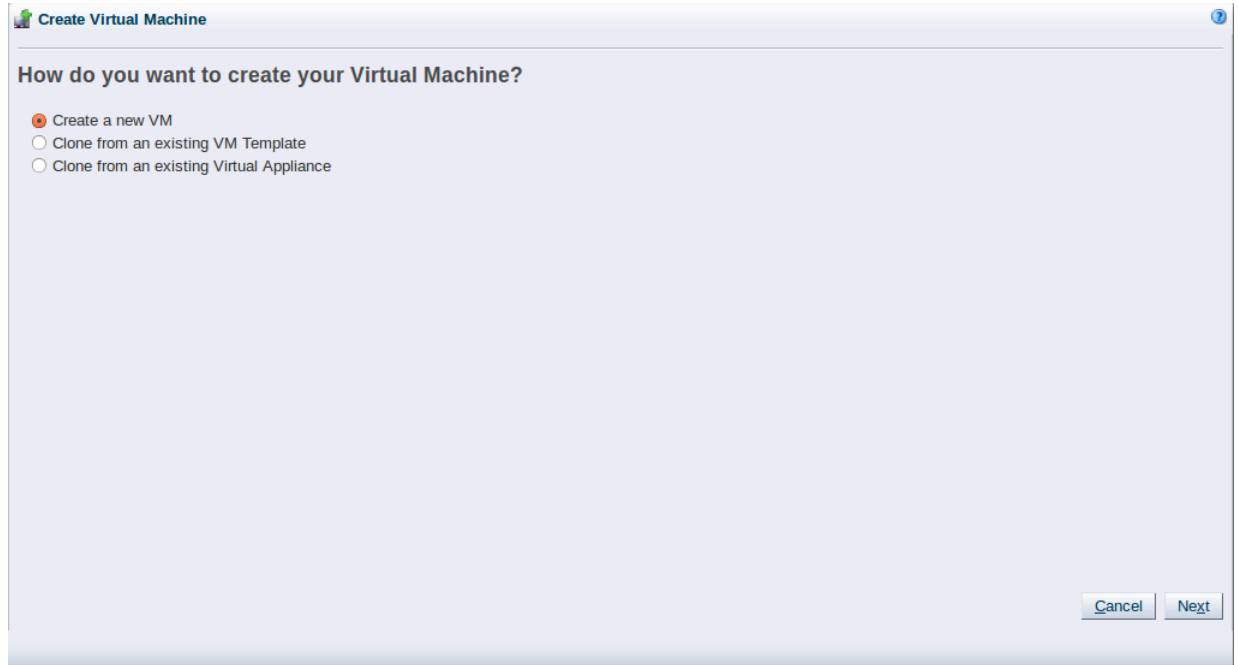 Create Virtual Machine
?
How do you want to create your Virtual Machine?
Create a new VM
Clone from an existing VM Template
Clone from an existing Virtual Appliance
Cancel Next